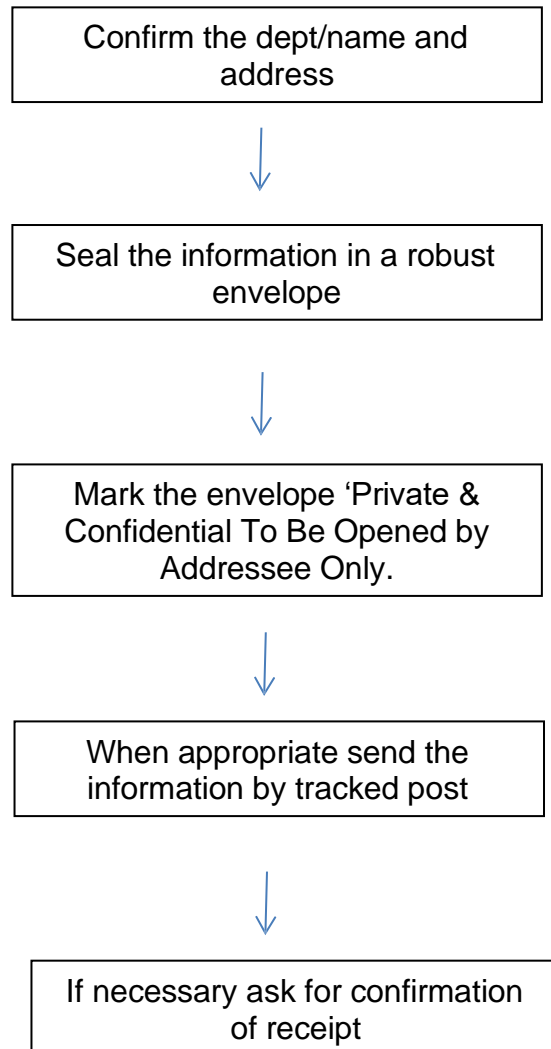 Confirm the dept/name and
address
Seal the information in a robust
envelope
Mark the envelope ‘Private &
Confidential To Be Opened by
Addressee Only.
When appropriate send the
information by tracked post
If necessary ask for confirmation
of receipt